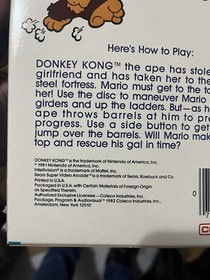 Here's How to Play:
DONKEY KONG™ the ape has stole
girlfriend and has taken her to the
steel fortress. Mario must get to the to
her! Use the disc to maneuver Mario
girders and up the ladders. But—as h
ape throws barrels at him to pre
progress. Use a side button to ge
jump over the barrels. Will Mario mak
top and rescue his gal in time?
DONKEY KONG™ is the trademark of Nintendo of America, Inc.
© 1981 Nintendo of America, Inc.
Intellivision® is the trademark of Mattel, Inc.
Sears Super Video Arcade™ is a trademark of Sears, Roebuck and Co.
Printed in U.S.A.
Packaged in U.S.A. with Certain Materials of Foreign Origin
as Specified Therein.
Authorized Exclusive Licensee - Coleco Industries, Inc.
Package, Program & Audiovisual © 1982 Coleco Industries, Inc.
Amsterdam, New York 12010
0